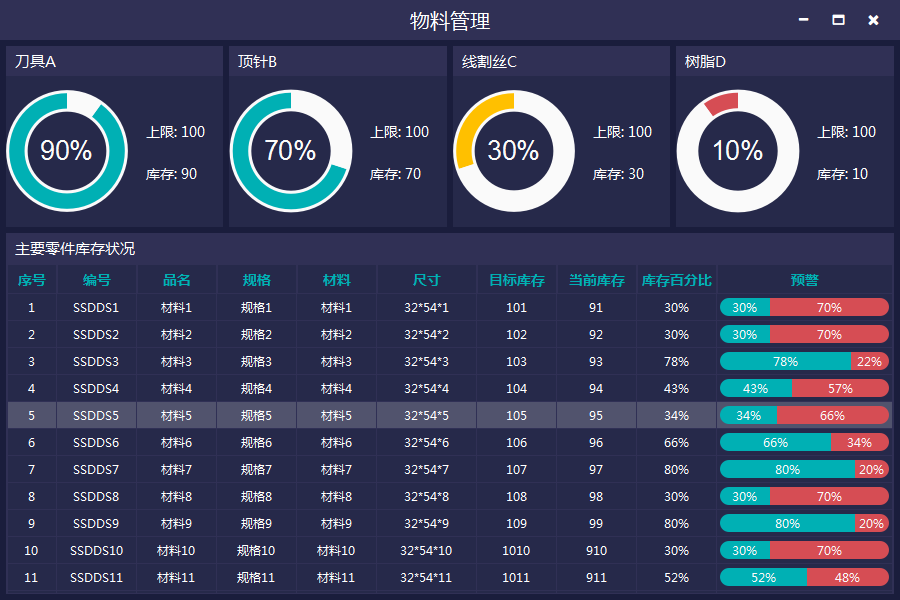 物料管理
刀具A
90%
上限: 100
库存: 90
顶针B
70%
上限: 100
库存: 70
线割丝C
30%
上限: 100
库存: 30
树脂D
10%
上限: 100
库存: 10
主要零件库存状况
序号 编号 品名 规格 材料 尺寸 目标库存 当前库存 库存百分比 预警
1 SSDDS1 材料1 规格1 材料1 32*54*1 101 91 30% 30% 70%
2 SSDDS2 材料2 规格2 材料2 32*54*2 102 92 30% 30% 70%
3 SSDDS3 材料3 规格3 材料3 32*54*3 103 93 78% 78% 22%
4 SSDDS4 材料4 规格4 材料4 32*54*4 104 94 43% 43% 57%
5 SSDDS5 材料5 规格5 材料5 32*54*5 105 95 34% 34% 66%
6 SSDDS6 材料6 规格6 材料6 32*54*6 106 96 66% 66% 34%
7 SSDDS7 材料7 规格7 材料7 32*54*7 107 97 80% 80% 20%
8 SSDDS8 材料8 规格8 材料8 32*54*8 108 98 30% 30% 70%
9 SSDDS9 材料9 规格9 材料9 32*54*9 109 99 80% 80% 20%
10 SSDDS10 材料10 规格10 材料10 32*54*10 1010 910 30% 30% 70%
11 SSDDS11 材料11 规格11 材料11 32*54*11 1011 911 52% 52% 48%